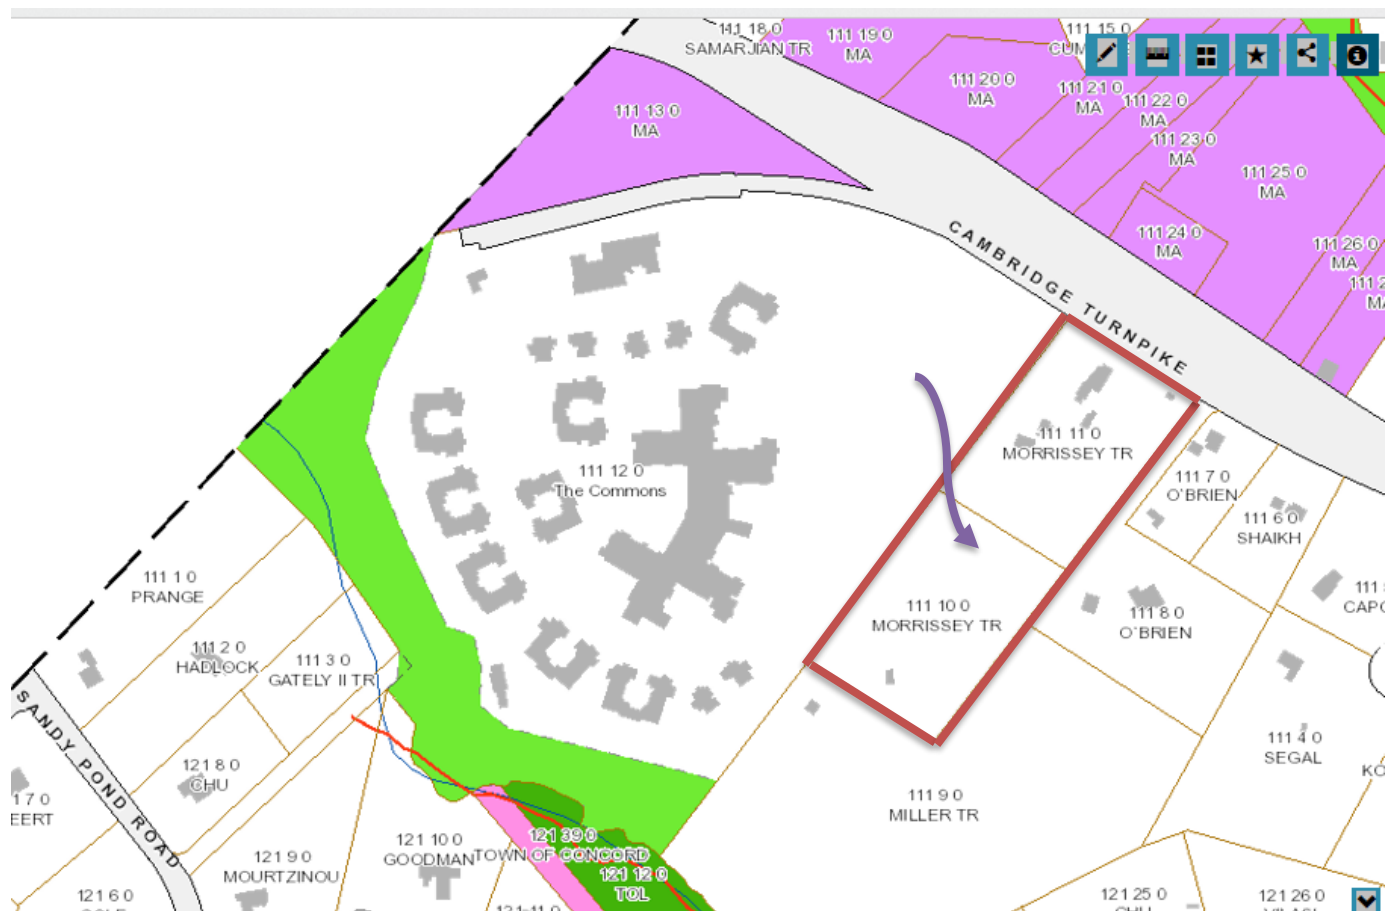 111 18 0
SAMARJIAN TR
111 19 0
MA
111 15 0
111 20 0
MA
111 21 0
MA
111 22 0
MA
111 23 0
MA
111 13 0
MA
111 25 0
MA
111 24 0
MA
111 26 0
MA
CAMBRIDGE TURNPIKE
111 11 0
MORRISSEY TR
111 7 0
O'BRIEN
111 6 0
SHAIKH
111 12 0
The Commons
111 10 0
MORRISSEY TR
111 8 0
O'BRIEN
111 1 0
PRANGE
111 2 0
HADLOCK
111 3 0
GATELY II TR
111 4 0
SEGAL
SANDY POND ROAD
121 8 0
CHU
1 7 0
EERT
111 9 0
MILLER TR
KO
121 9 0
MOURTZINOU
121 10 0
GOODMAN
121 39 0
TOWN OF CONCORD
121 12 0
TOL
121 6 0
121 11 0
121 25 0
121 26 0